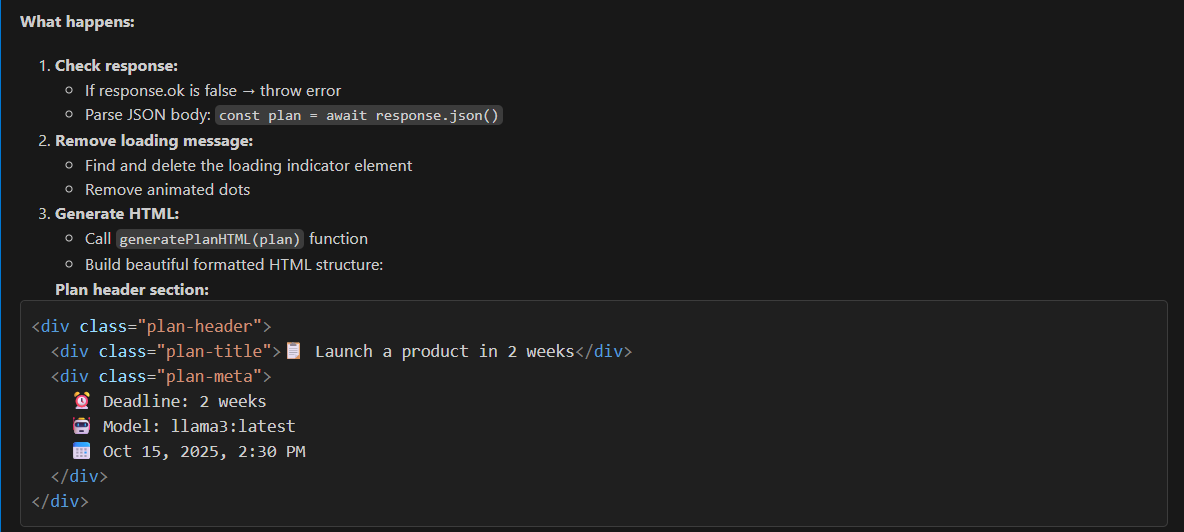 What happens:
1. Check response:
○ If response.ok is false → throw error
○ Parse JSON body: const plan = await response.json()
2. Remove loading message:
○ Find and delete the loading indicator element
○ Remove animated dots
3. Generate HTML:
○ Call generatePlanHTML(plan) function
○ Build beautiful formatted HTML structure:
Plan header section:
<div class="plan-header">
  <div class="plan-title">📋 Launch a product in 2 weeks</div>
  <div class="plan-meta">
    ⏰ Deadline: 2 weeks
    🤖 Model: llama3:latest
    📅 Oct 15, 2025, 2:30 PM
  </div>
</div>